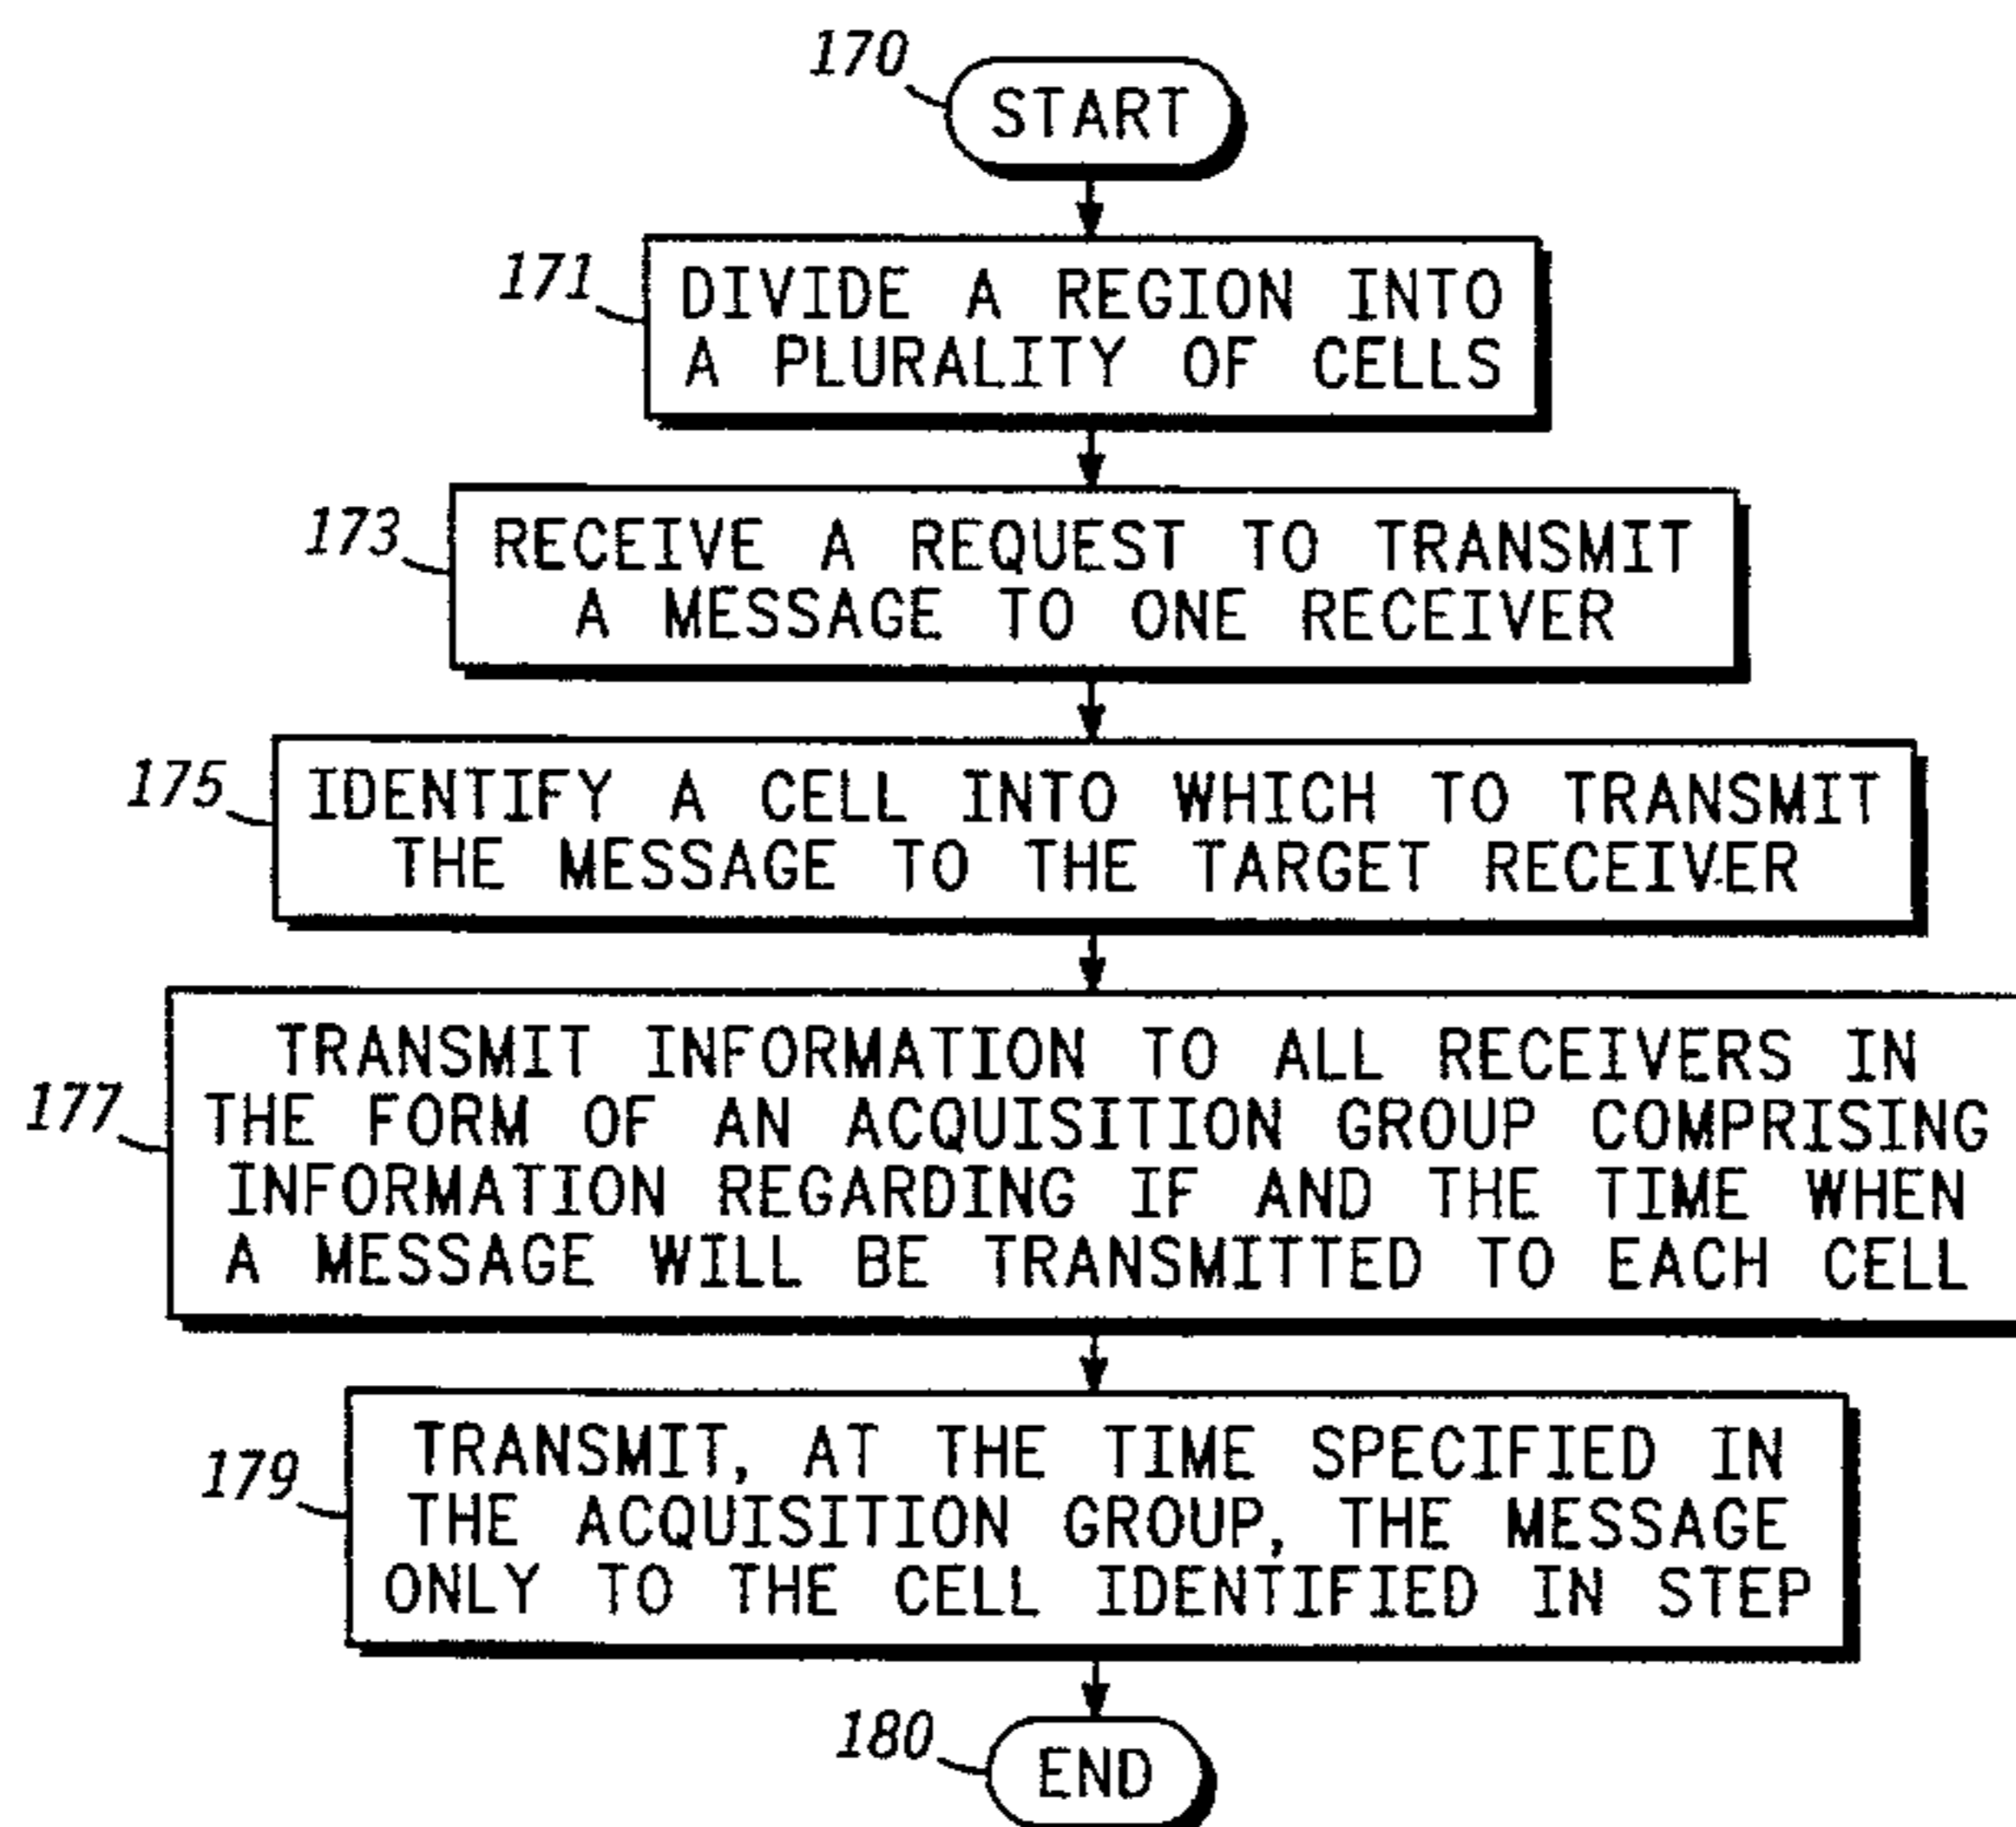 170
START
171
DIVIDE A REGION INTO
A PLURALITY OF CELLS
173
RECEIVE A REQUEST TO TRANSMIT
A MESSAGE TO ONE RECEIVER
175
IDENTIFY A CELL INTO WHICH TO TRANSMIT
THE MESSAGE TO THE TARGET RECEIVER
177
TRANSMIT INFORMATION TO ALL RECEIVERS IN
THE FORM OF AN ACQUISITION GROUP COMPRISING
INFORMATION REGARDING IF AND THE TIME WHEN
A MESSAGE WILL BE TRANSMITTED TO EACH CELL
179
TRANSMIT, AT THE TIME SPECIFIED IN
THE ACQUISITION GROUP, THE MESSAGE
ONLY TO THE CELL IDENTIFIED IN STEP
180
END